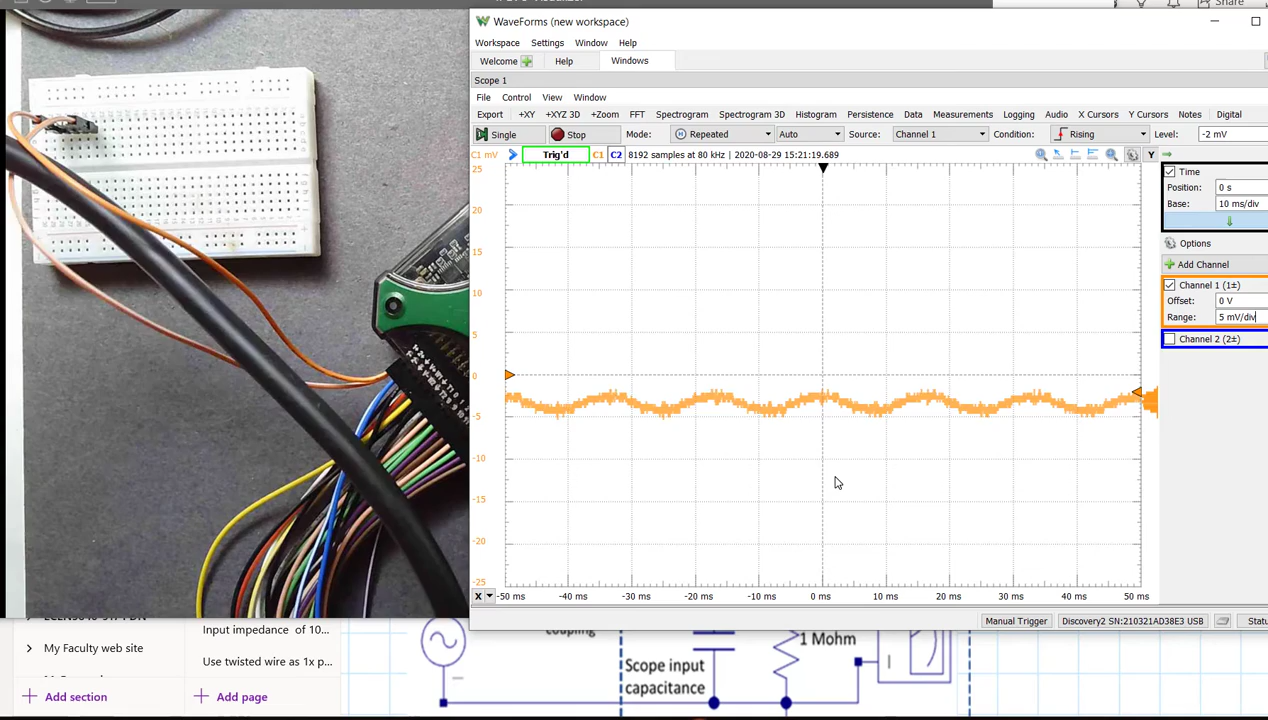 Share
WaveForms (new workspace)
Workspace Settings Window Help
Welcome Help Windows
Scope 1
File Control View Window
Export +XY +XYZ 3D +Zoom FFT Spectrogram Spectrogram 3D Histogram Persistence Data Measurements Logging Audio X Cursors Y Cursors Notes Digital
Single Stop Mode: Repeated Auto Source: Channel 1 Condition: Rising Level: -2 mV
C1 mV Trig'd C1 C2 8192 samples at 80 kHz | 2020-08-29 15:21:19.689 Y
25
20
15
10
5
0
-5
-10
-15
-20
-25
X -50 ms -40 ms -30 ms -20 ms -10 ms 0 ms 10 ms 20 ms 30 ms 40 ms 50 ms
Time
Position: 0 s
Base: 10 ms/div
Options
Add Channel
Channel 1 (1±)
Offset: 0 V
Range: 5 mV/div
Channel 2 (2±)
Manual Trigger Discovery2 SN:210321AD38E3 USB Statu
My Faculty web site
Add section
Input impedance of 10...
Use twisted wire as 1x p...
Add page
coupling
Scope input
capacitance
1 Mohm